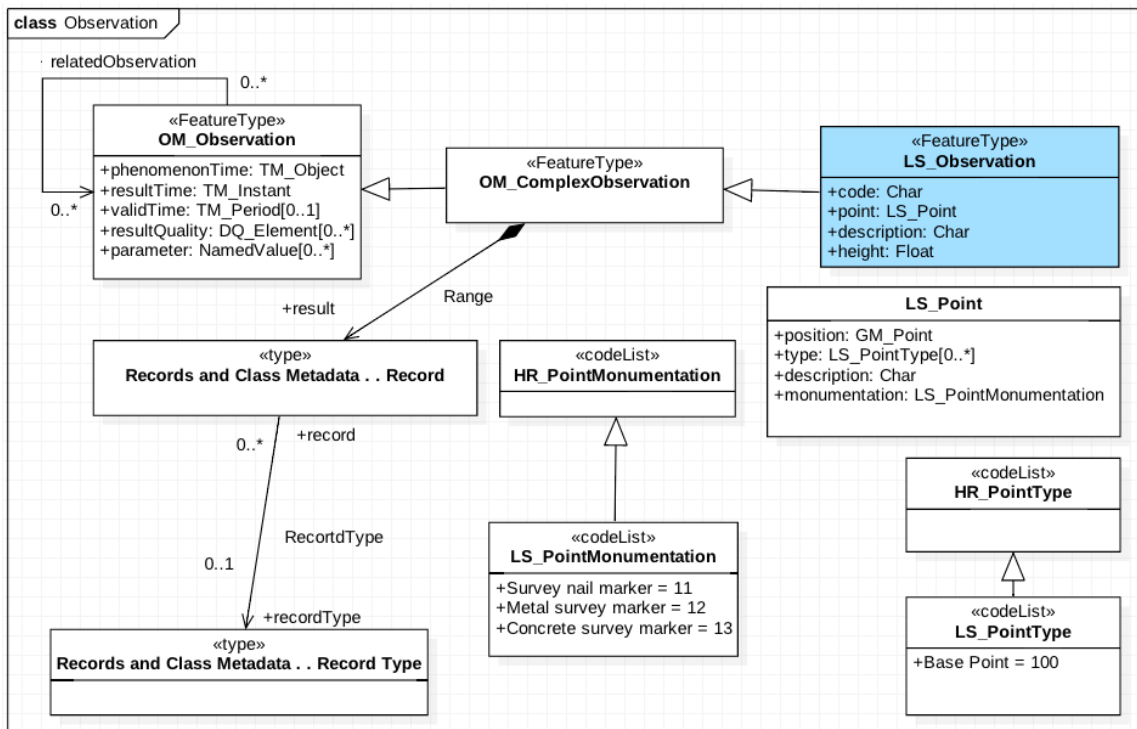 class Observation
relatedObservation
0..*
0..*
«FeatureType»
OM_Observation
+phenomenonTime: TM_Object
+resultTime: TM_Instant
+validTime: TM_Period[0..1]
+resultQuality: DQ_Element[0..*]
+parameter: NamedValue[0..*]
«FeatureType»
OM_ComplexObservation
«FeatureType»
LS_Observation
+code: Char
+point: LS_Point
+description: Char
+height: Float
+result
Range
LS_Point
+position: GM_Point
+type: LS_PointType[0..*]
+description: Char
+monumentation: LS_PointMonumentation
«type»
Records and Class Metadata . . Record
«codeList»
HR_PointMonumentation
0..*
+record
RecortdType
0..1
+recordType
«codeList»
HR_PointType
«codeList»
LS_PointMonumentation
+Survey nail marker = 11
+Metal survey marker = 12
+Concrete survey marker = 13
«codeList»
LS_PointType
+Base Point = 100
«type»
Records and Class Metadata . . Record Type